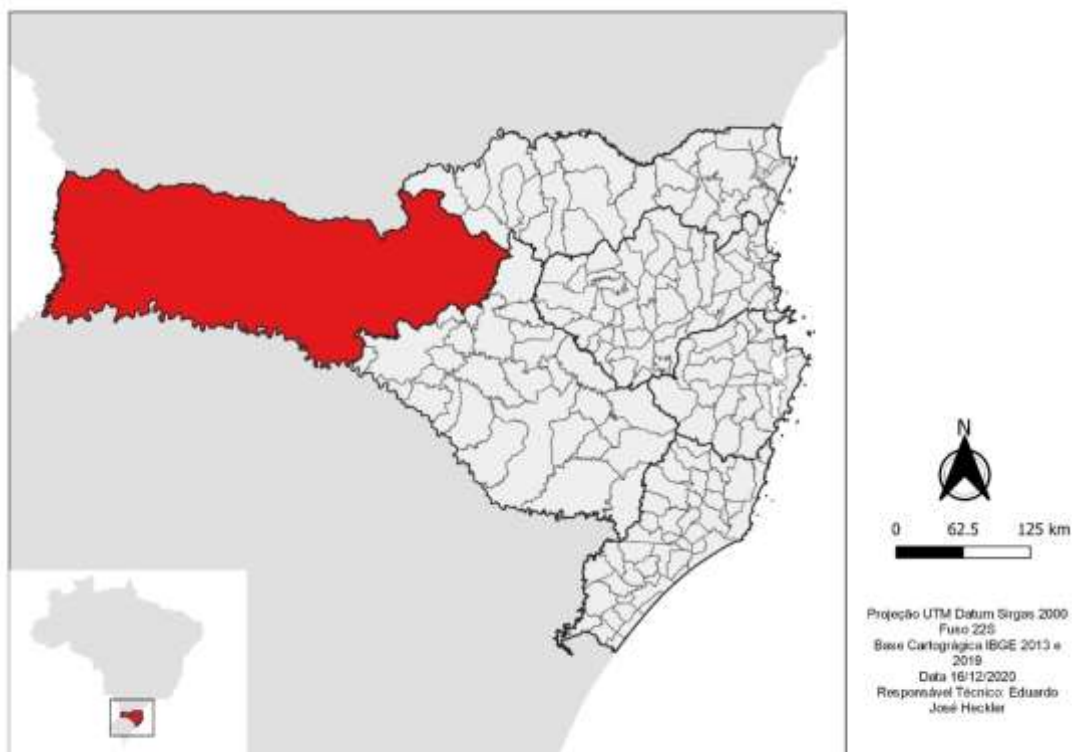 N
0 62.5 125 km
Projeção UTM Datum Sirgas 2000
Fuso 22S
Base Cartográgica IBGE 2013 e
2019
Data 16/12/2020
Responsável Técnico: Eduardo
José Heckler